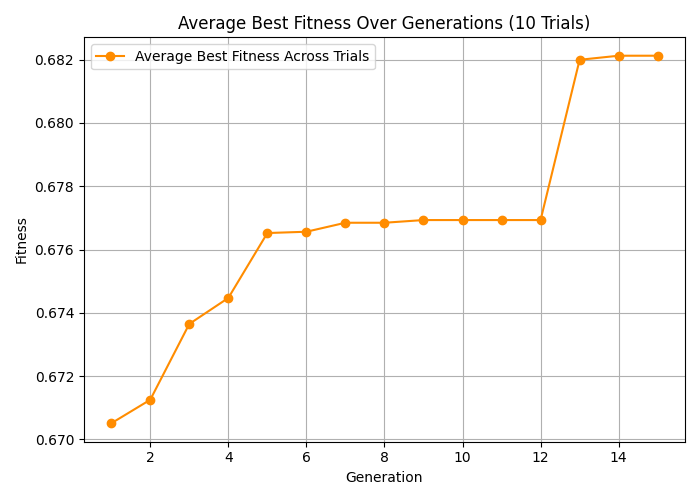 Average Best Fitness Over Generations (10 Trials)
Average Best Fitness Across Trials
0.682
0.680
0.678
0.676
0.674
0.672
0.670
Fitness
2 4 6 8 10 12 14
Generation